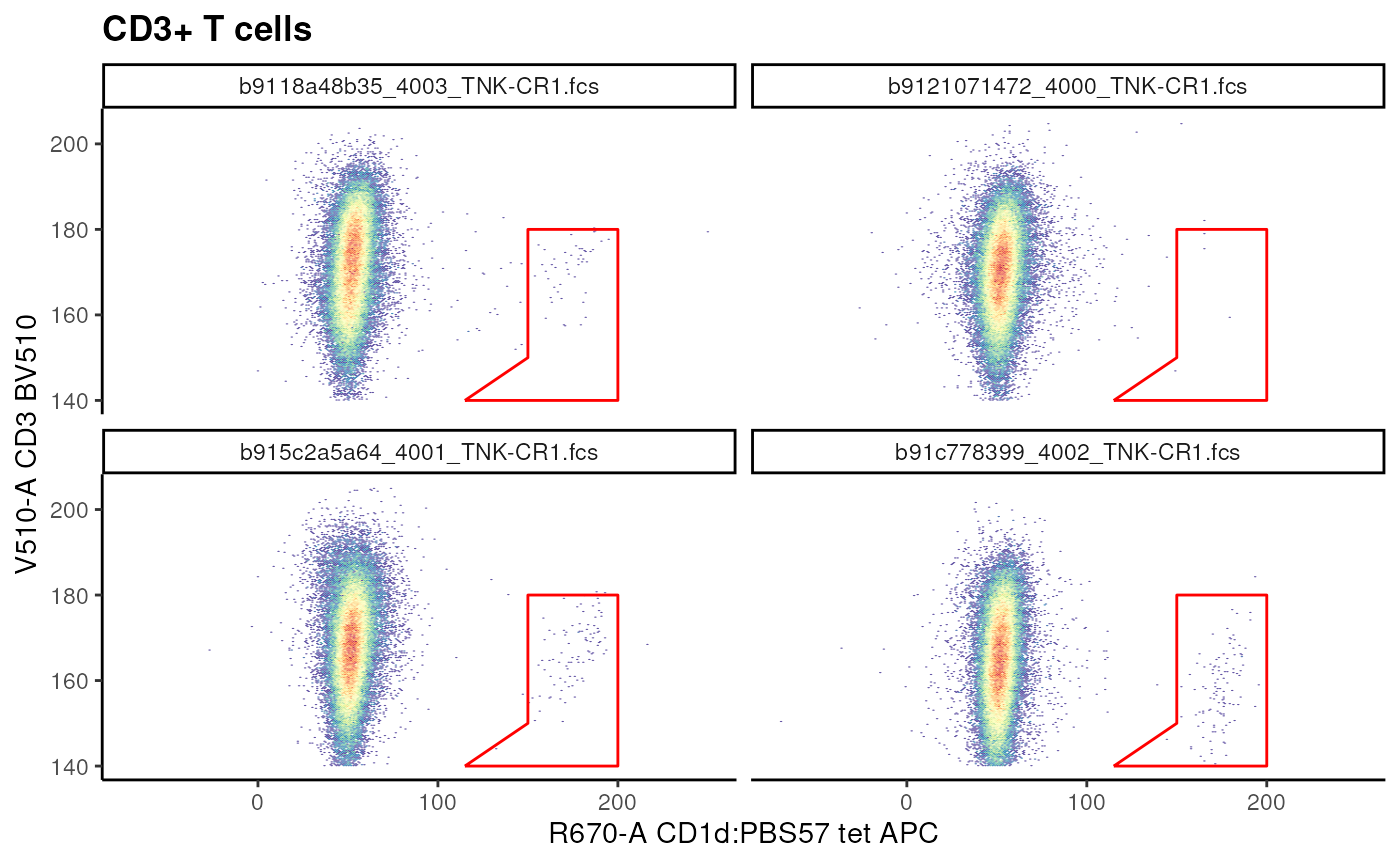 CD3+ T cells
b9118a48b35_4003_TNK-CR1.fcs
b9121071472_4000_TNK-CR1.fcs
200
180
160
140
b915c2a5a64_4001_TNK-CR1.fcs
b91c778399_4002_TNK-CR1.fcs
200
180
160
140
0
100
200
0
100
200
V510-A CD3 BV510
R670-A CD1d:PBS57 tet APC